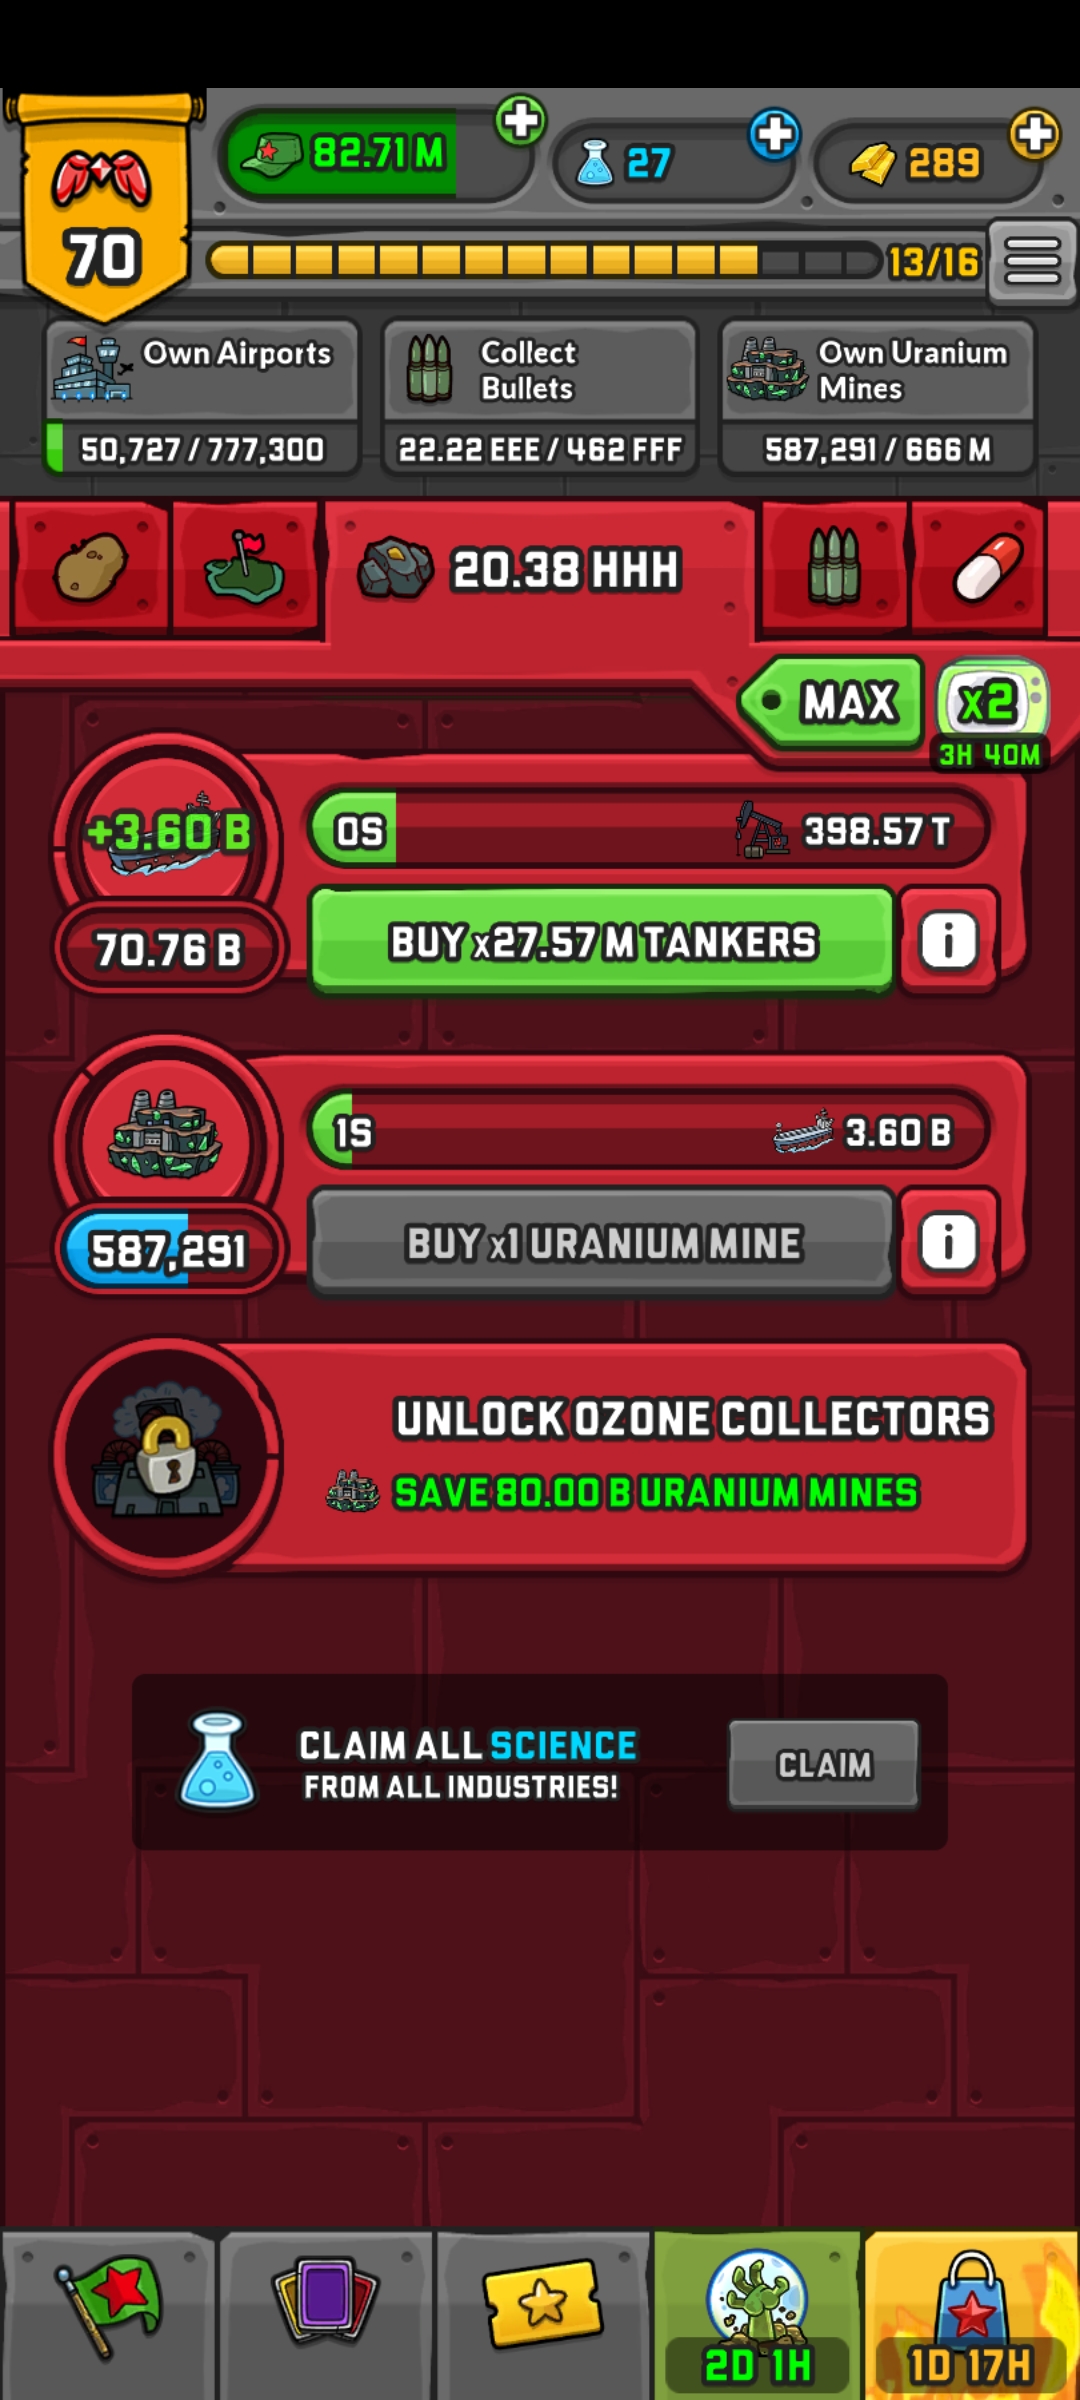 82.71 M
27
289
70
13/16
Own Airports
50,727 / 777,300
Collect
Bullets
22.22 EEE / 462 FFF
Own Uranium
Mines
587,291 / 666 M
20.38 HHH
MAX
x2
3H 40M
+3.60 B
0S
398.57 T
70.76 B
BUY x27.57 M TANKERS
i
1S
3.60 B
587,291
BUY x1 URANIUM MINE
i
UNLOCK OZONE COLLECTORS
SAVE 80.00 B URANIUM MINES
CLAIM ALL SCIENCE
FROM ALL INDUSTRIES!
CLAIM
2D 1H
1D 17H